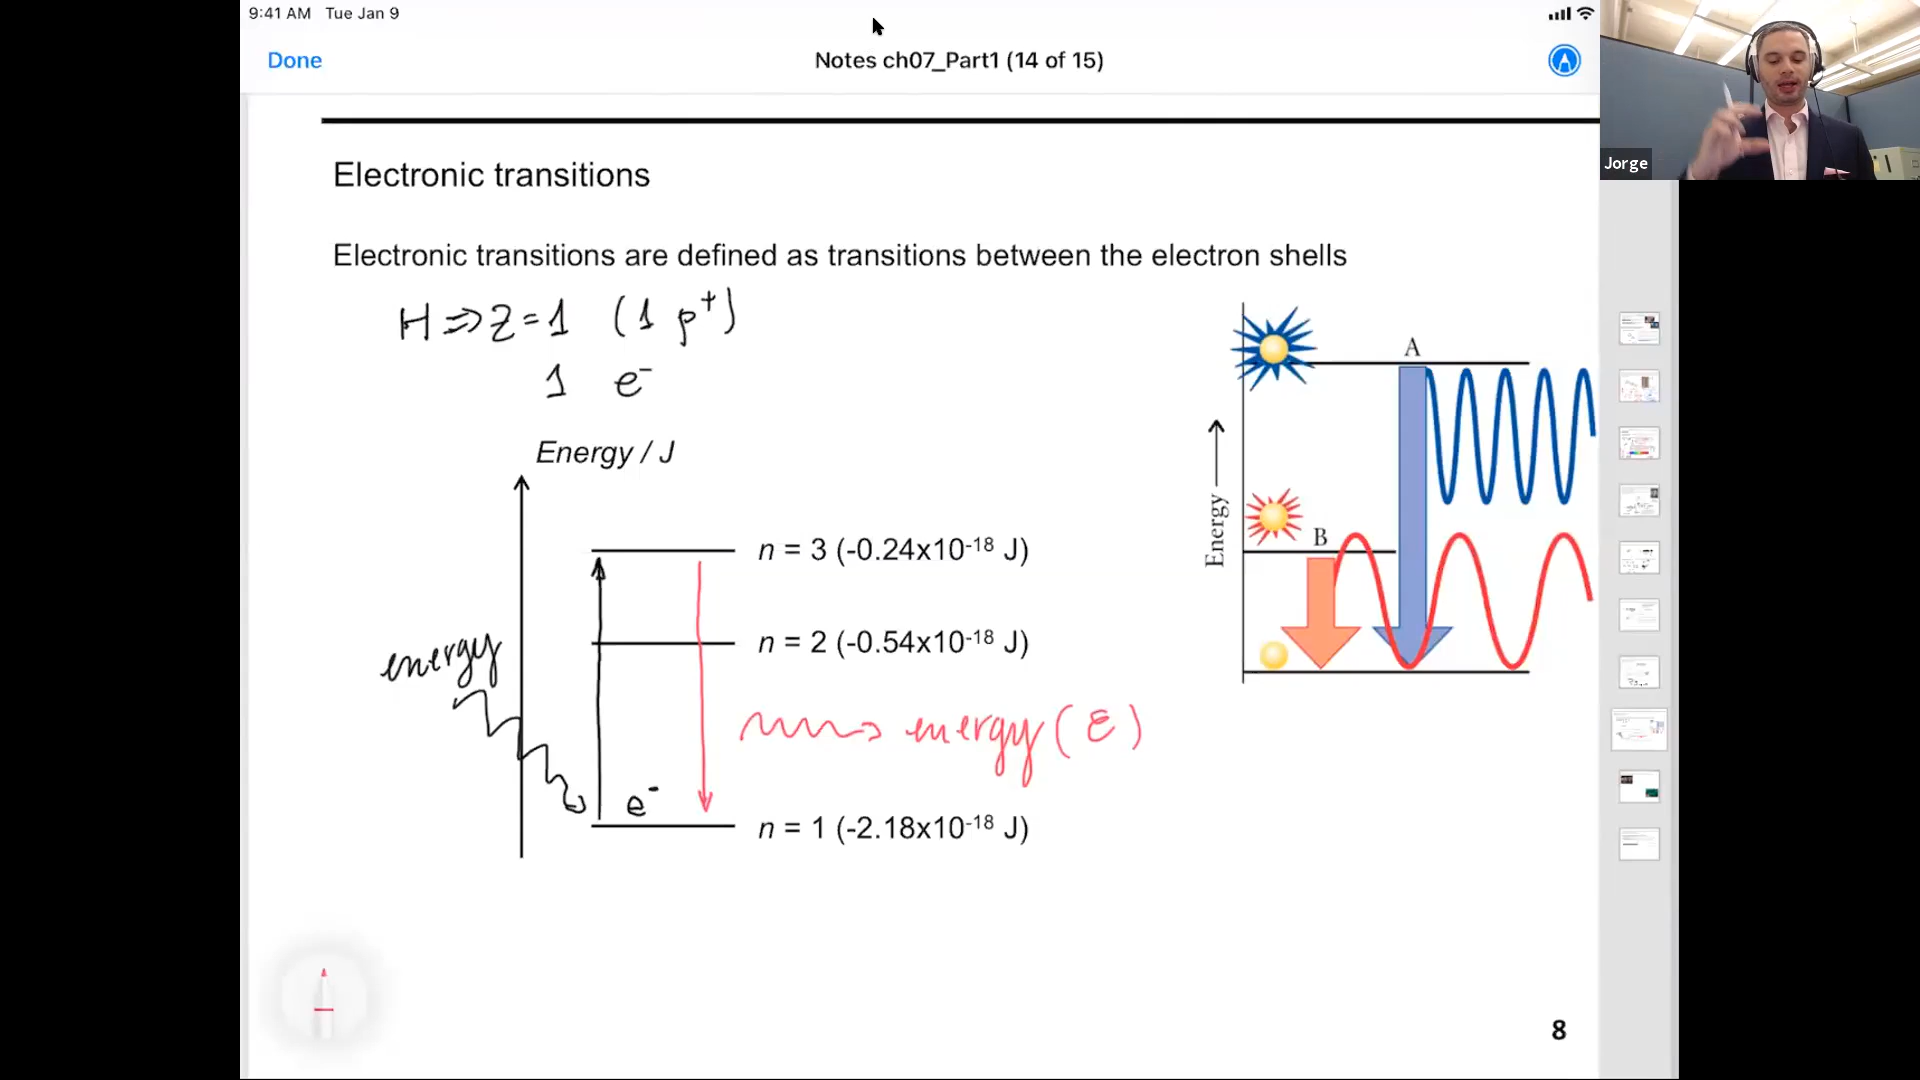 9:41 AM Tue Jan 9
Done
Notes ch07_Part1 (14 of 15)
Jorge
Electronic transitions
Electronic transitions are defined as transitions between the electron shells
H ⇒ Z = 1 (1 p⁺)
1 e⁻
Energy / J
n = 3 (-0.24x10⁻¹⁸ J)
n = 2 (-0.54x10⁻¹⁸ J)
energy
energy (ε)
e⁻
n = 1 (-2.18x10⁻¹⁸ J)
A
B
Energy
8